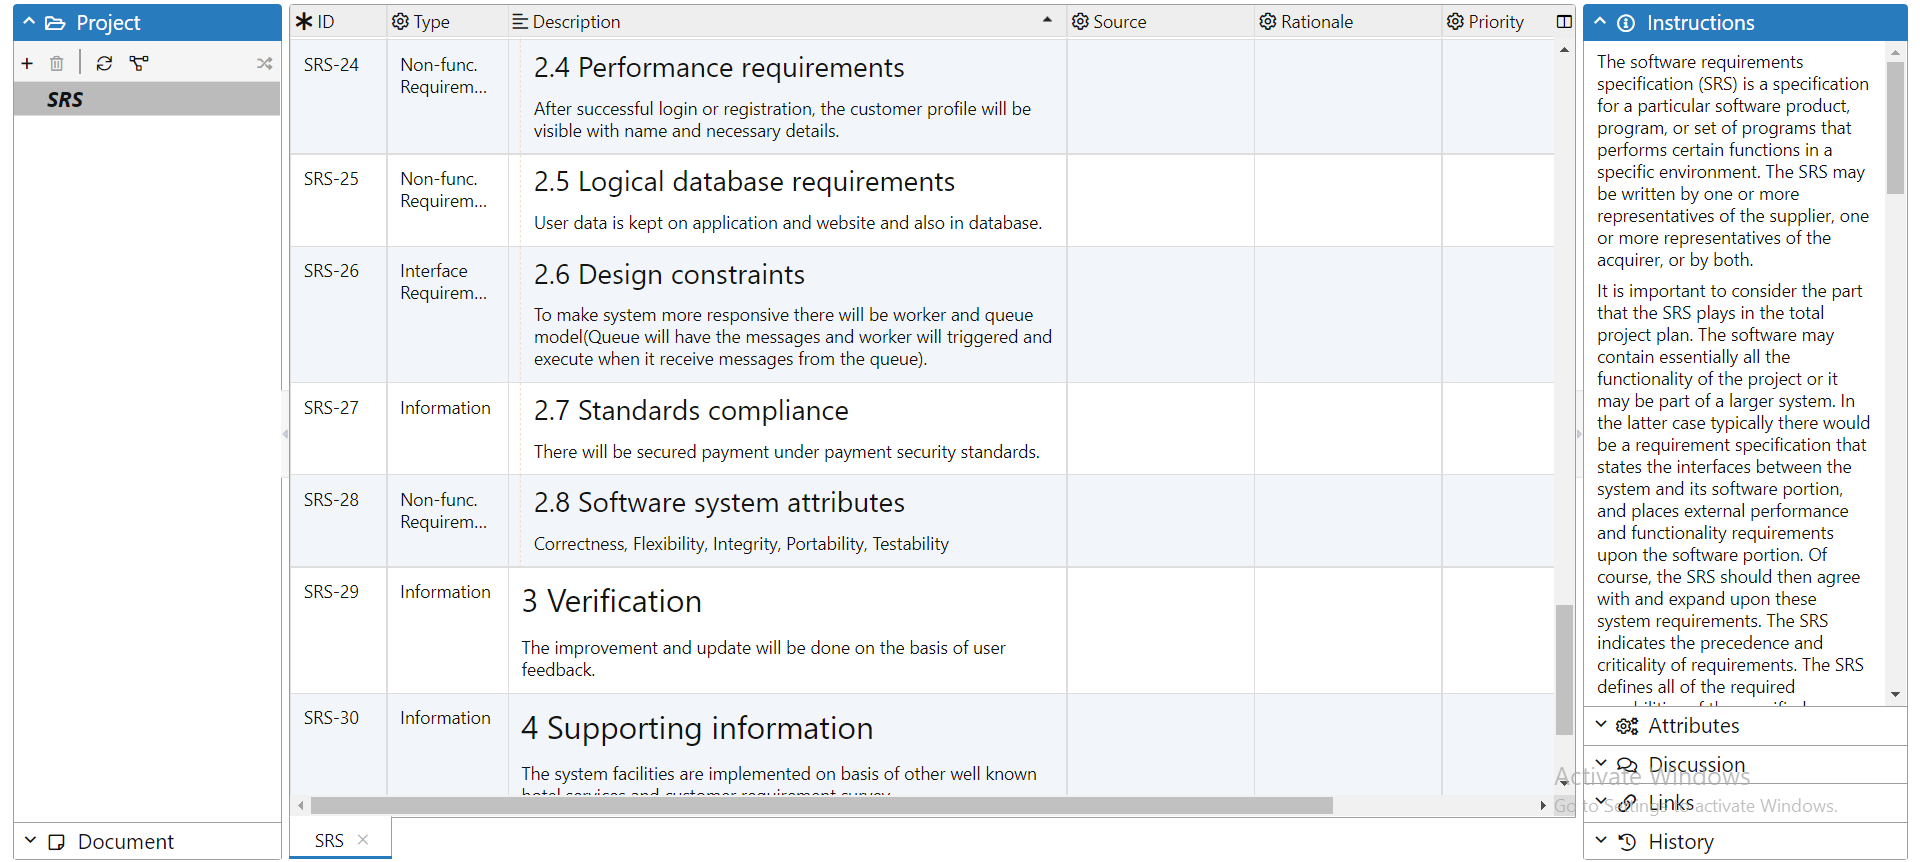 Project
SRS
Document
ID
Type
Description
Source
Rationale
Priority
SRS-24
Non-func.
Requirem...
2.4 Performance requirements
After successful login or registration, the customer profile will be
visible with name and necessary details.
SRS-25
Non-func.
Requirem...
2.5 Logical database requirements
User data is kept on application and website and also in database.
SRS-26
Interface
Requirem...
2.6 Design constraints
To make system more responsive there will be worker and queue
model(Queue will have the messages and worker will triggered and
execute when it receive messages from the queue).
SRS-27
Information
2.7 Standards compliance
There will be secured payment under payment security standards.
SRS-28
Non-func.
Requirem...
2.8 Software system attributes
Correctness, Flexibility, Integrity, Portability, Testability
SRS-29
Information
3 Verification
The improvement and update will be done on the basis of user
feedback.
SRS-30
Information
4 Supporting information
The system facilities are implemented on basis of other well known
hotel services and customer requirement survey
SRS
Instructions
The software requirements
specification (SRS) is a specification
for a particular software product,
program, or set of programs that
performs certain functions in a
specific environment. The SRS may
be written by one or more
representatives of the supplier, one
or more representatives of the
acquirer, or by both.
It is important to consider the part
that the SRS plays in the total
project plan. The software may
contain essentially all the
functionality of the project or it
may be part of a larger system. In
the latter case typically there would
be a requirement specification that
states the interfaces between the
system and its software portion,
and places external performance
and functionality requirements
upon the software portion. Of
course, the SRS should then agree
with and expand upon these
system requirements. The SRS
indicates the precedence and
criticality of requirements. The SRS
defines all of the required
Attributes
Discussion
Links
History
Activate Windows
Go to Settings to activate Windows.